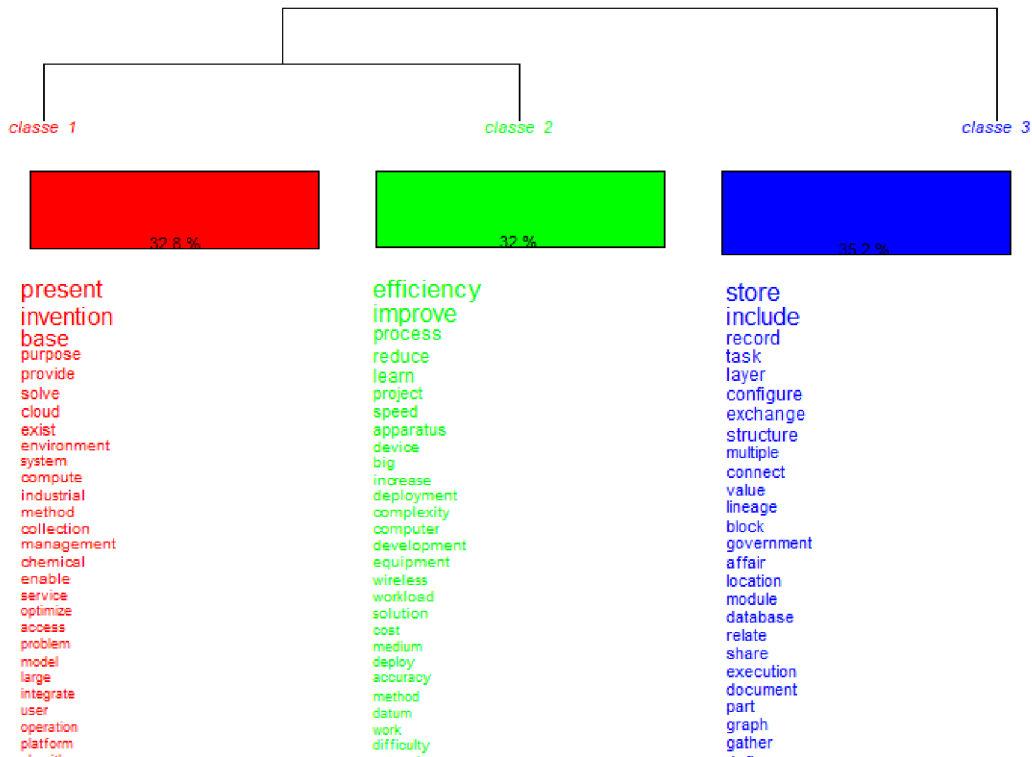 classe 1
classe 2
classe 3
32.8 %
32 %
35.2 %
present
invention
base
purpose
provide
solve
cloud
exist
environment
system
compute
industrial
method
collection
management
chemical
enable
service
optimize
access
problem
model
large
integrate
user
operation
platform
efficiency
improve
process
reduce
learn
project
speed
apparatus
device
big
increase
deployment
complexity
computer
development
equipment
wireless
workload
solution
cost
medium
deploy
accuracy
method
datum
work
difficulty
store
include
record
task
layer
configure
exchange
structure
multiple
connect
value
lineage
block
government
affair
location
module
database
relate
share
execution
document
part
graph
gather